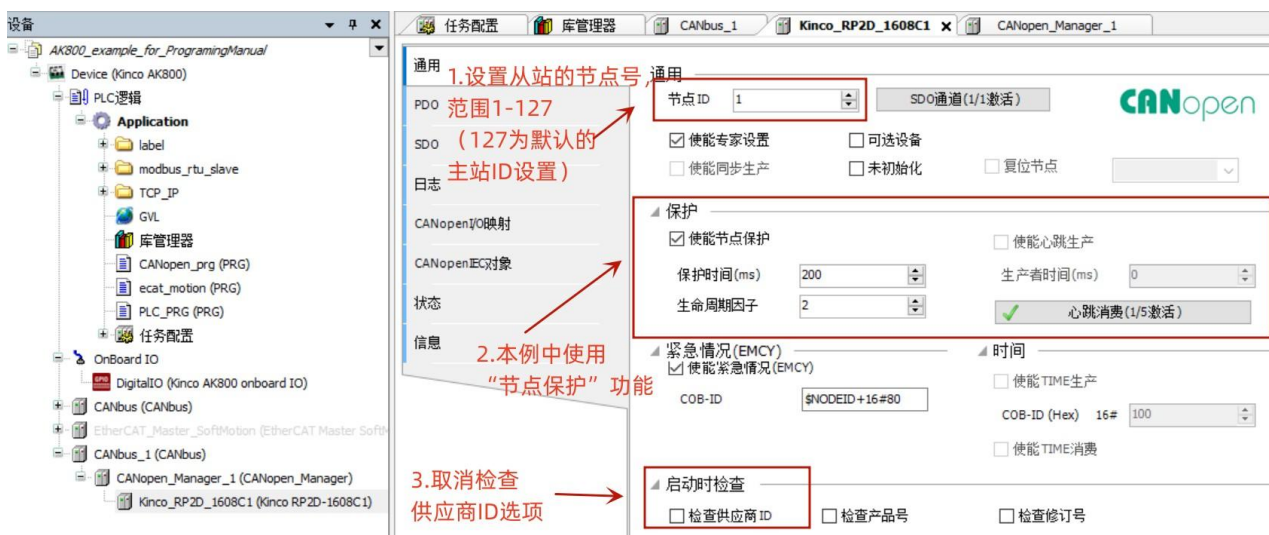 设备
AK800_example_for_ProgramingManual
Device (Kinco AK800)
PLC逻辑
Application
label
modbus_rtu_slave
TCP_IP
GVL
库管理器
CANopen_prg (PRG)
ecat_motion (PRG)
PLC_PRG (PRG)
任务配置
OnBoard IO
DigitalIO (Kinco AK800 onboard IO)
CANbus (CANbus)
EtherCAT_Master_SoftMotion (EtherCAT Master SoftM
CANbus_1 (CANbus)
CANopen_Manager_1 (CANopen_Manager)
Kinco_RP2D_1608C1 (Kinco RP2D-1608C1)
任务配置 库管理器 CANbus_1 Kinco_RP2D_1608C1 CANopen_Manager_1
通用
PDO
SDO
日志
CANopenI/O映射
CANopenIEC对象
状态
信息
1.设置从站的节点号，
范围1-127
（127为默认的
主站ID设置）
2.本例中使用
“节点保护”功能
3.取消检查
供应商ID选项
通用
节点ID 1 SDO通道(1/1激活) CANopen
使能专家设置 可选设备
使能同步生产 未初始化 复位节点
保护
使能节点保护 使能心跳生产
保护时间(ms) 200 生产者时间(ms) 0
生命周期因子 2 心跳消费(1/5激活)
紧急情况(EMCY) 时间
使能紧急情况(EMCY) 使能TIME生产
COB-ID $NODEID+16#80 COB-ID (Hex) 16# 100
使能TIME消费
启动时检查
检查供应商ID 检查产品号 检查修订号